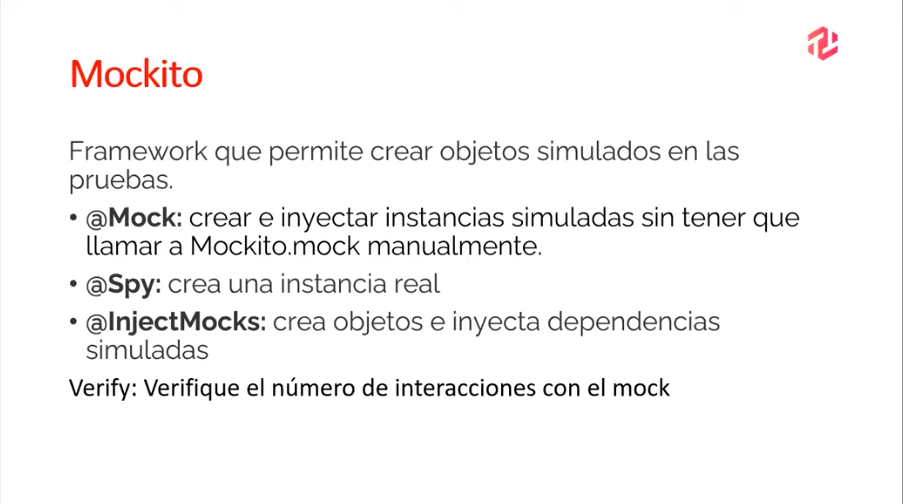 Mockito
Framework que permite crear objetos simulados en las
pruebas.
• @Mock: crear e inyectar instancias simuladas sin tener que
llamar a Mockito.mock manualmente.
• @Spy: crea una instancia real
• @InjectMocks: crea objetos e inyecta dependencias
simuladas
Verify: Verifique el número de interacciones con el mock